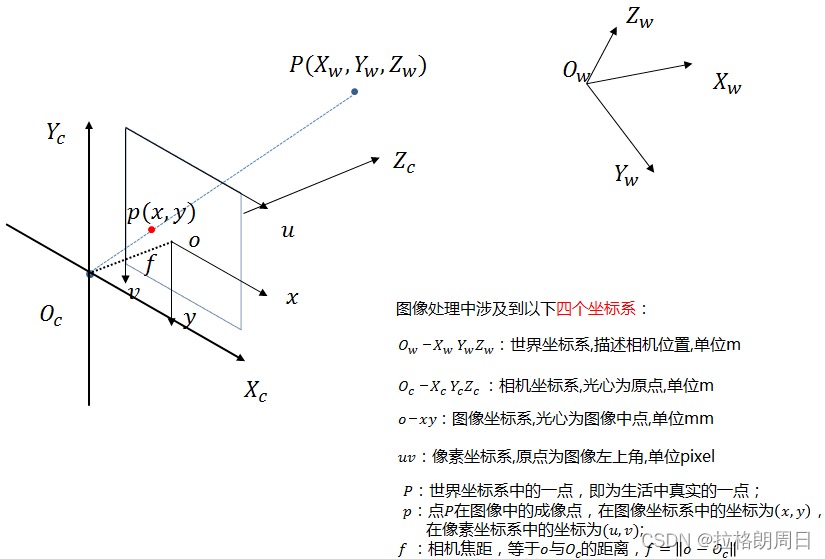 Z_w
P(X_w, Y_w, Z_w)
O_w
X_w
Y_c
Z_c
Y_w
p(x, y)
o
u
f
v
x
O_c
y
X_c
图像处理中涉及到以下四个坐标系：
O_w－X_w Y_w Z_w：世界坐标系,描述相机位置,单位m
O_c－X_c Y_c Z_c：相机坐标系,光心为原点,单位m
o－xy：图像坐标系,光心为图像中点,单位mm
uv：像素坐标系,原点为图像左上角,单位pixel
P：世界坐标系中的一点，即为生活中真实的一点；
p：点P在图像中的成像点，在图像坐标系中的坐标为(x, y)，
在像素坐标系中的坐标为(u, v);
f：相机焦距，等于o与O_c的距离，f = ‖o − O_c‖
CSDN @拉格朗周日